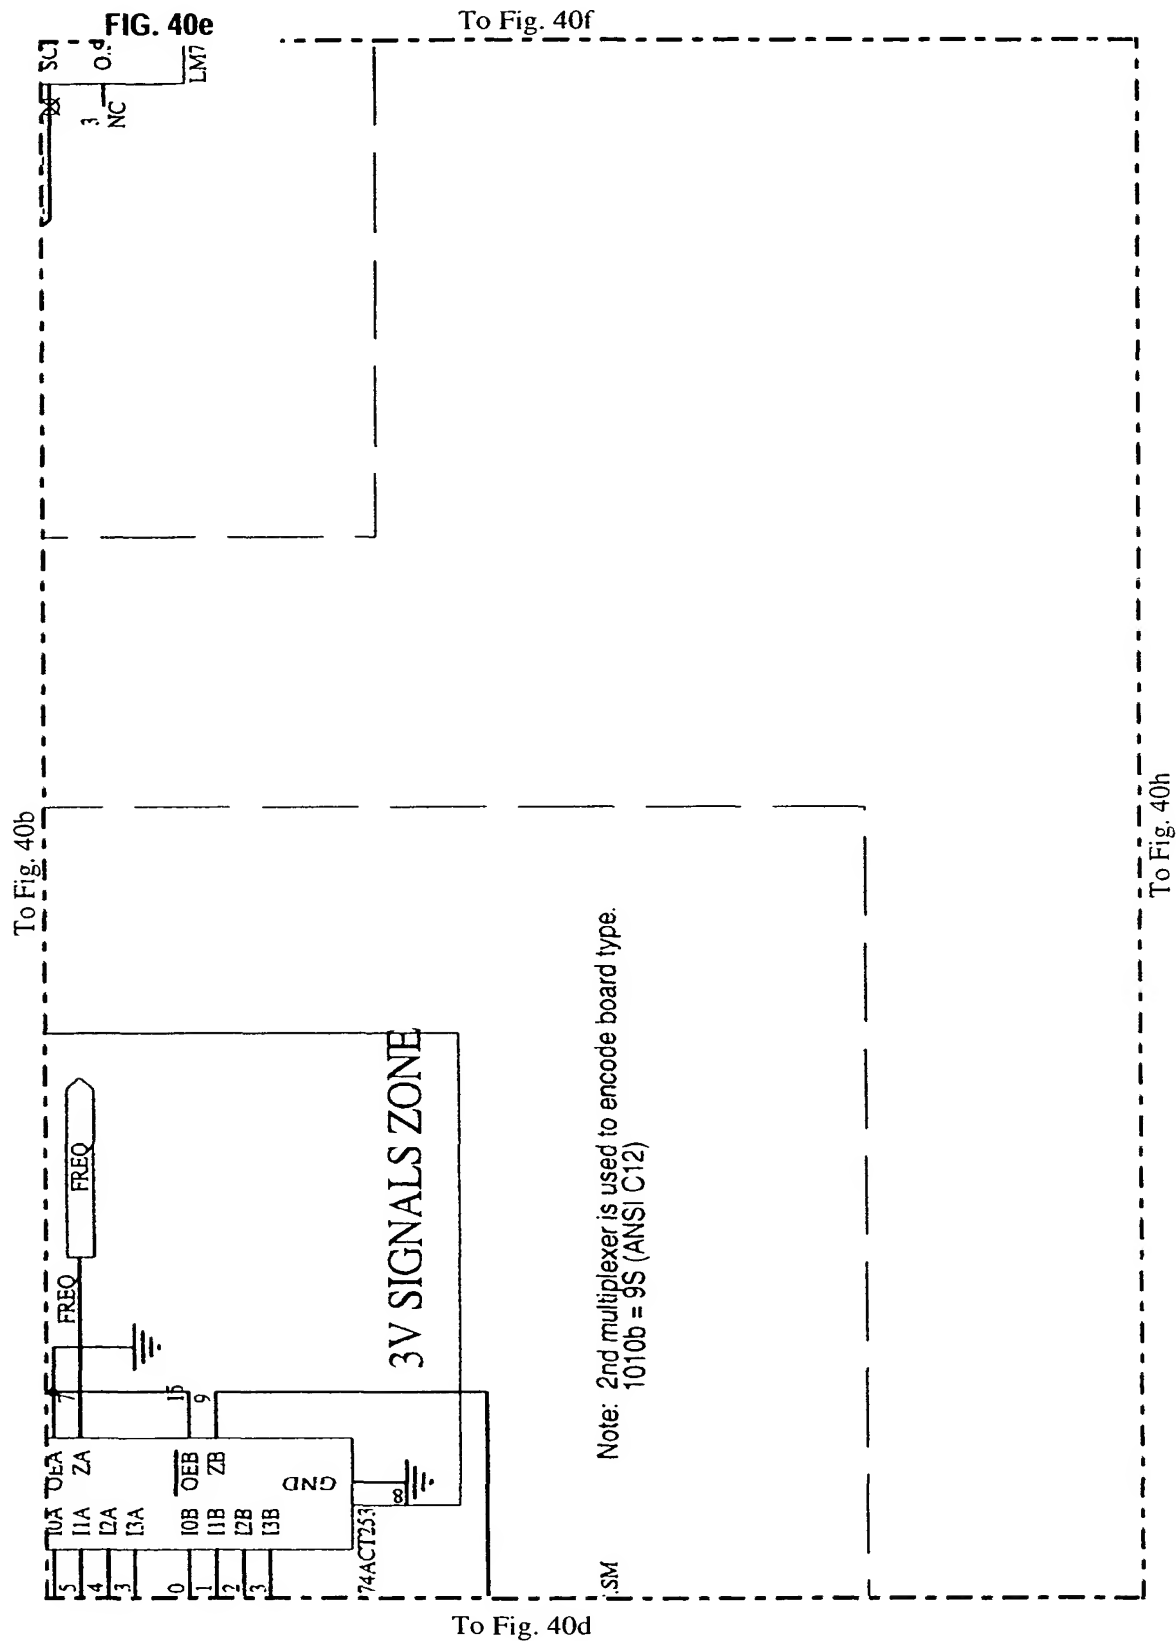 FIG. 40e
To Fig. 40f
To Fig. 40b
To Fig. 40h
To Fig. 40d
LM7
3
NC
FREQ
FREQ
7
15
9
I0A
I1A
I2A
I3A
I0B
I1B
I2B
I3B
OEA
ZA
OEB
ZB
GND
8
5
4
3
0
1
2
3
74ACT253
3V SIGNALS ZONE
.SM
Note: 2nd multiplexer is used to encode board type.
1010b = 9S (ANSI C12)